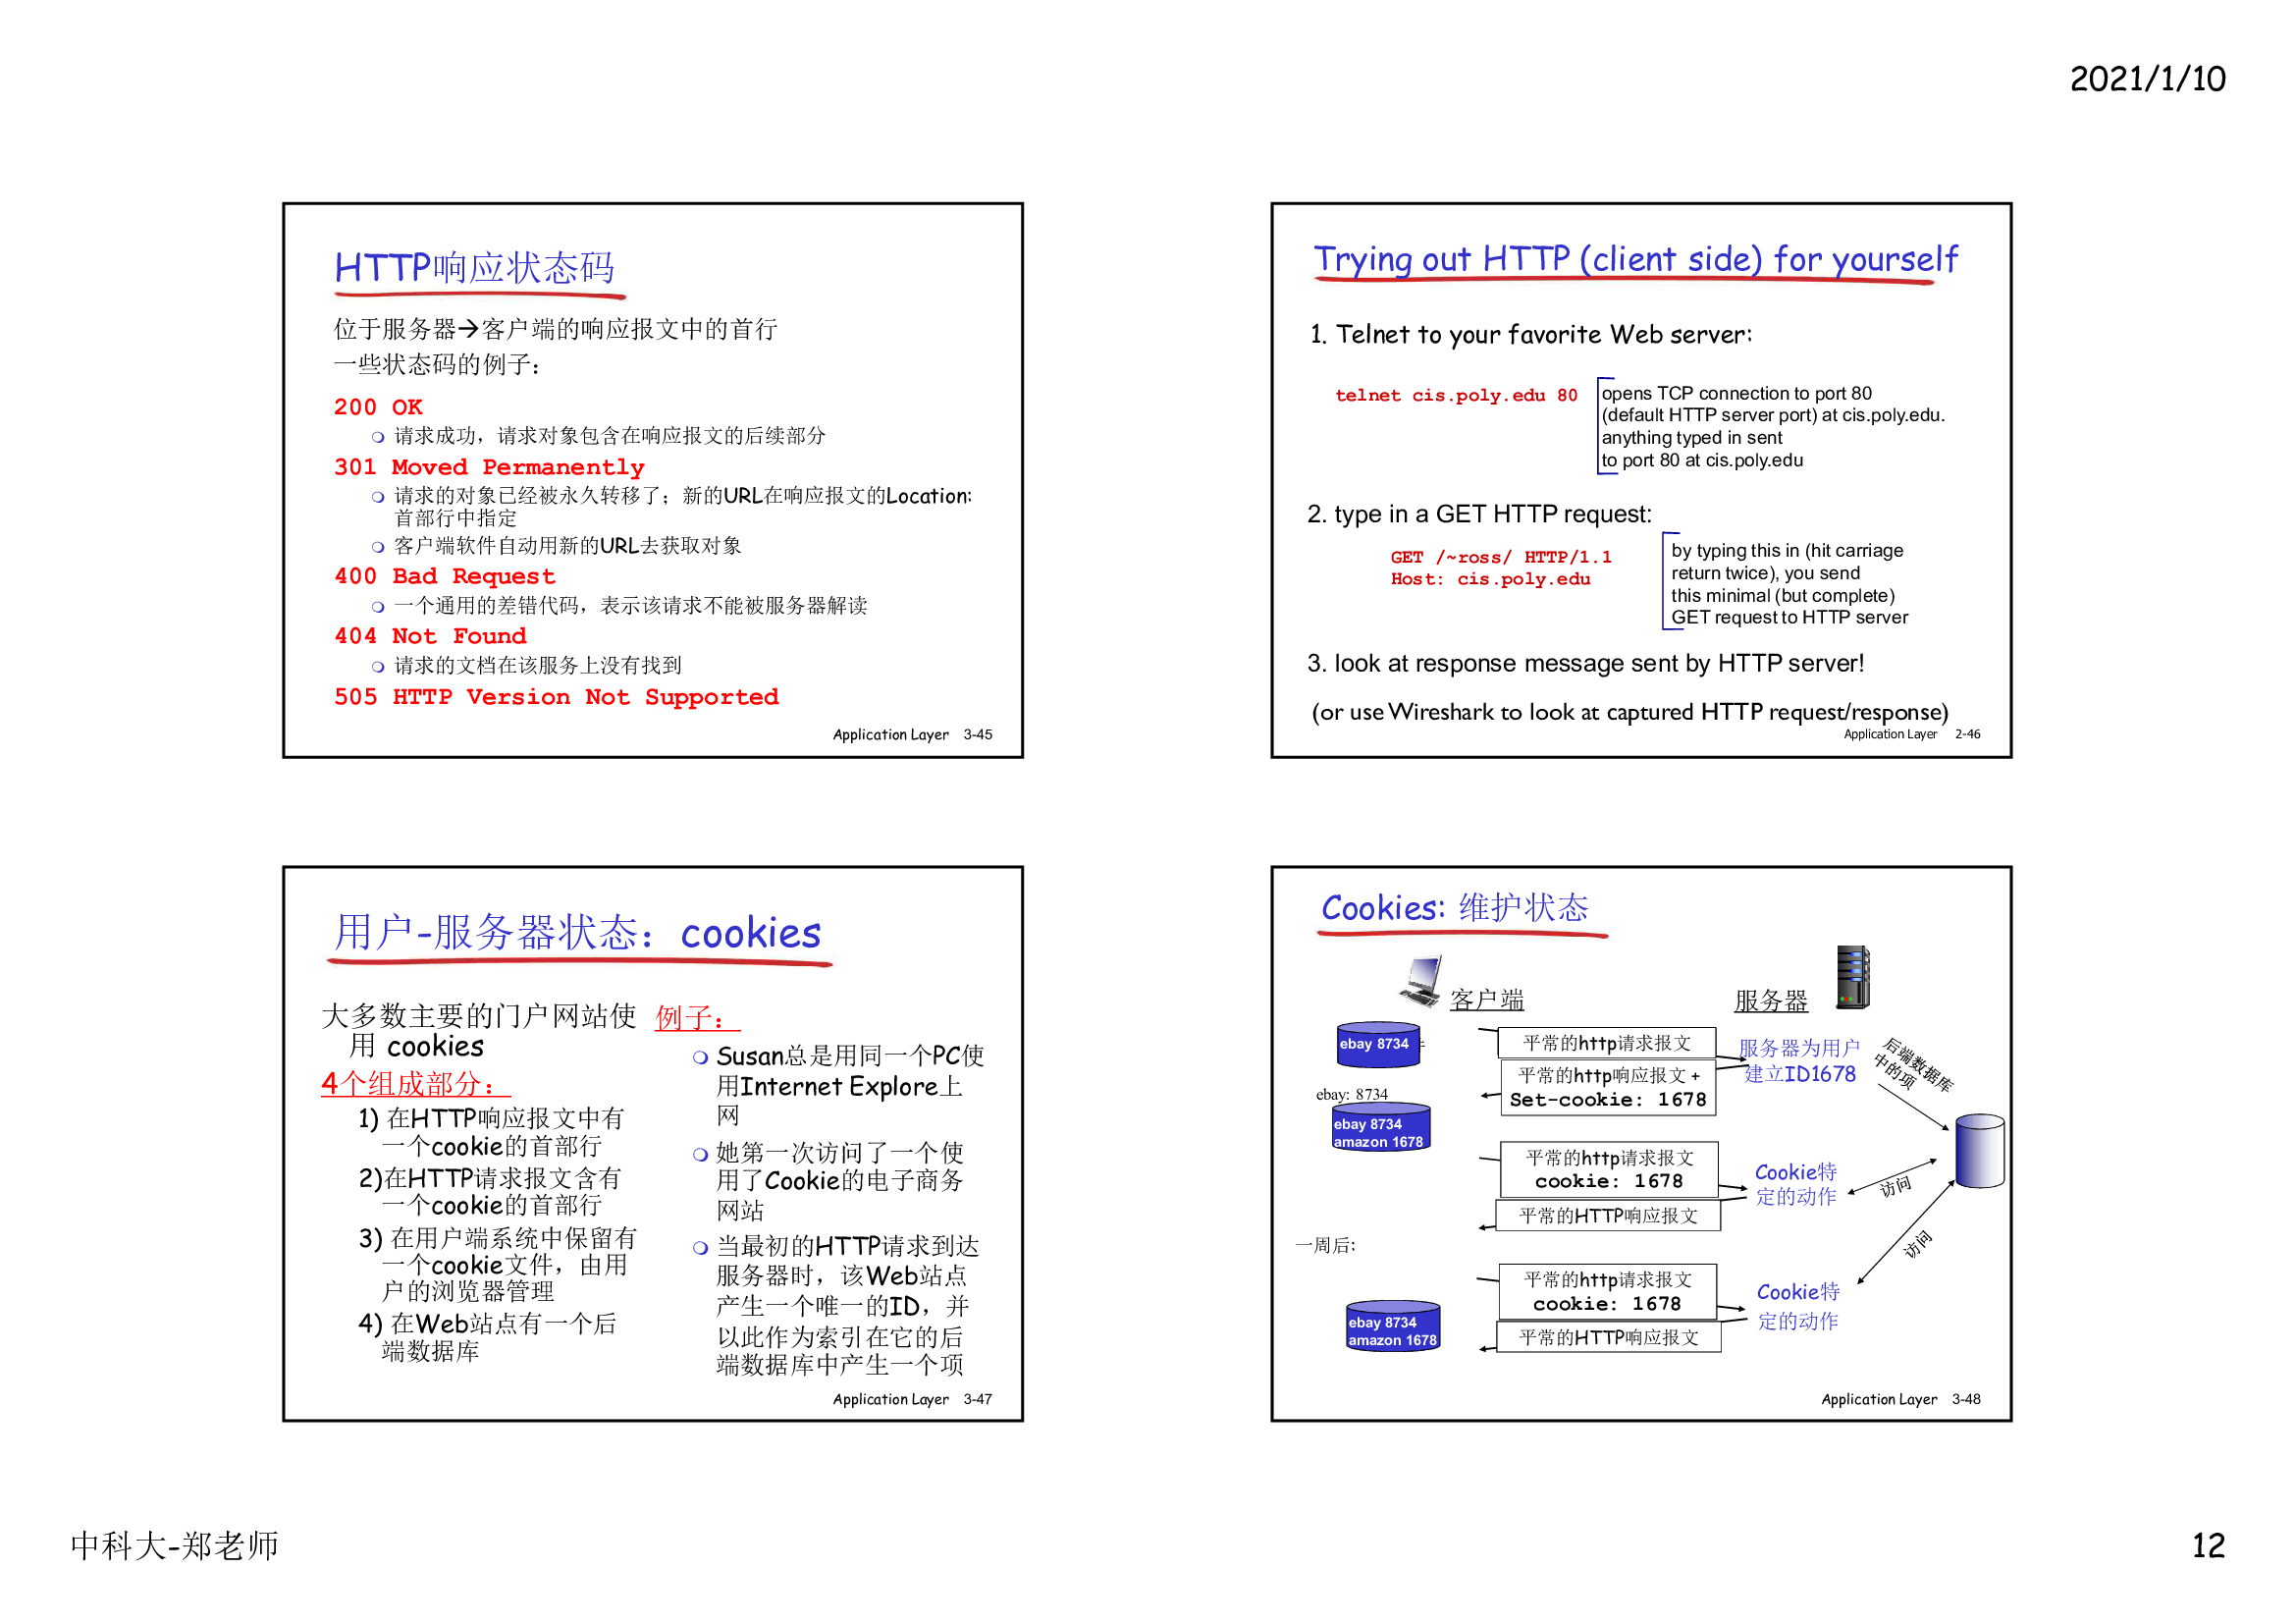 2021/1/10
HTTP响应状态码
位于服务器→客户端的响应报文中的首行
一些状态码的例子：
200 OK
请求成功，请求对象包含在响应报文的后续部分
301 Moved Permanently
请求的对象已经被永久转移了；新的URL在响应报文的Location:
首部行中指定
客户端软件自动用新的URL去获取对象
400 Bad Request
一个通用的差错代码，表示该请求不能被服务器解读
404 Not Found
请求的文档在该服务上没有找到
505 HTTP Version Not Supported
Application Layer 3-45
Trying out HTTP (client side) for yourself
1. Telnet to your favorite Web server:
telnet cis.poly.edu 80
opens TCP connection to port 80
(default HTTP server port) at cis.poly.edu.
anything typed in sent
to port 80 at cis.poly.edu
2. type in a GET HTTP request:
GET /~ross/ HTTP/1.1
Host: cis.poly.edu
by typing this in (hit carriage
return twice), you send
this minimal (but complete)
GET request to HTTP server
3. look at response message sent by HTTP server!
(or use Wireshark to look at captured HTTP request/response)
Application Layer 2-46
用户-服务器状态：cookies
大多数主要的门户网站使
用 cookies
4个组成部分：
1) 在HTTP响应报文中有
一个cookie的首部行
2)在HTTP请求报文含有
一个cookie的首部行
3) 在用户端系统中保留有
一个cookie文件，由用
户的浏览器管理
4) 在Web站点有一个后
端数据库
例子：
Susan总是用同一个PC使
用Internet Explore上
网
她第一次访问了一个使
用了Cookie的电子商务
网站
当最初的HTTP请求到达
服务器时，该Web站点
产生一个唯一的ID，并
以此作为索引在它的后
端数据库中产生一个项
Application Layer 3-47
Cookies: 维护状态
客户端
服务器
ebay 8734
平常的http请求报文
服务器为用户
建立ID1678
后端数据库
中的项
平常的http响应报文 +
Set-cookie: 1678
ebay: 8734
ebay 8734
amazon 1678
平常的http请求报文
cookie: 1678
Cookie特
定的动作
访问
平常的HTTP响应报文
一周后:
访问
平常的http请求报文
cookie: 1678
Cookie特
定的动作
ebay 8734
amazon 1678
平常的HTTP响应报文
Application Layer 3-48
中科大-郑老师
12